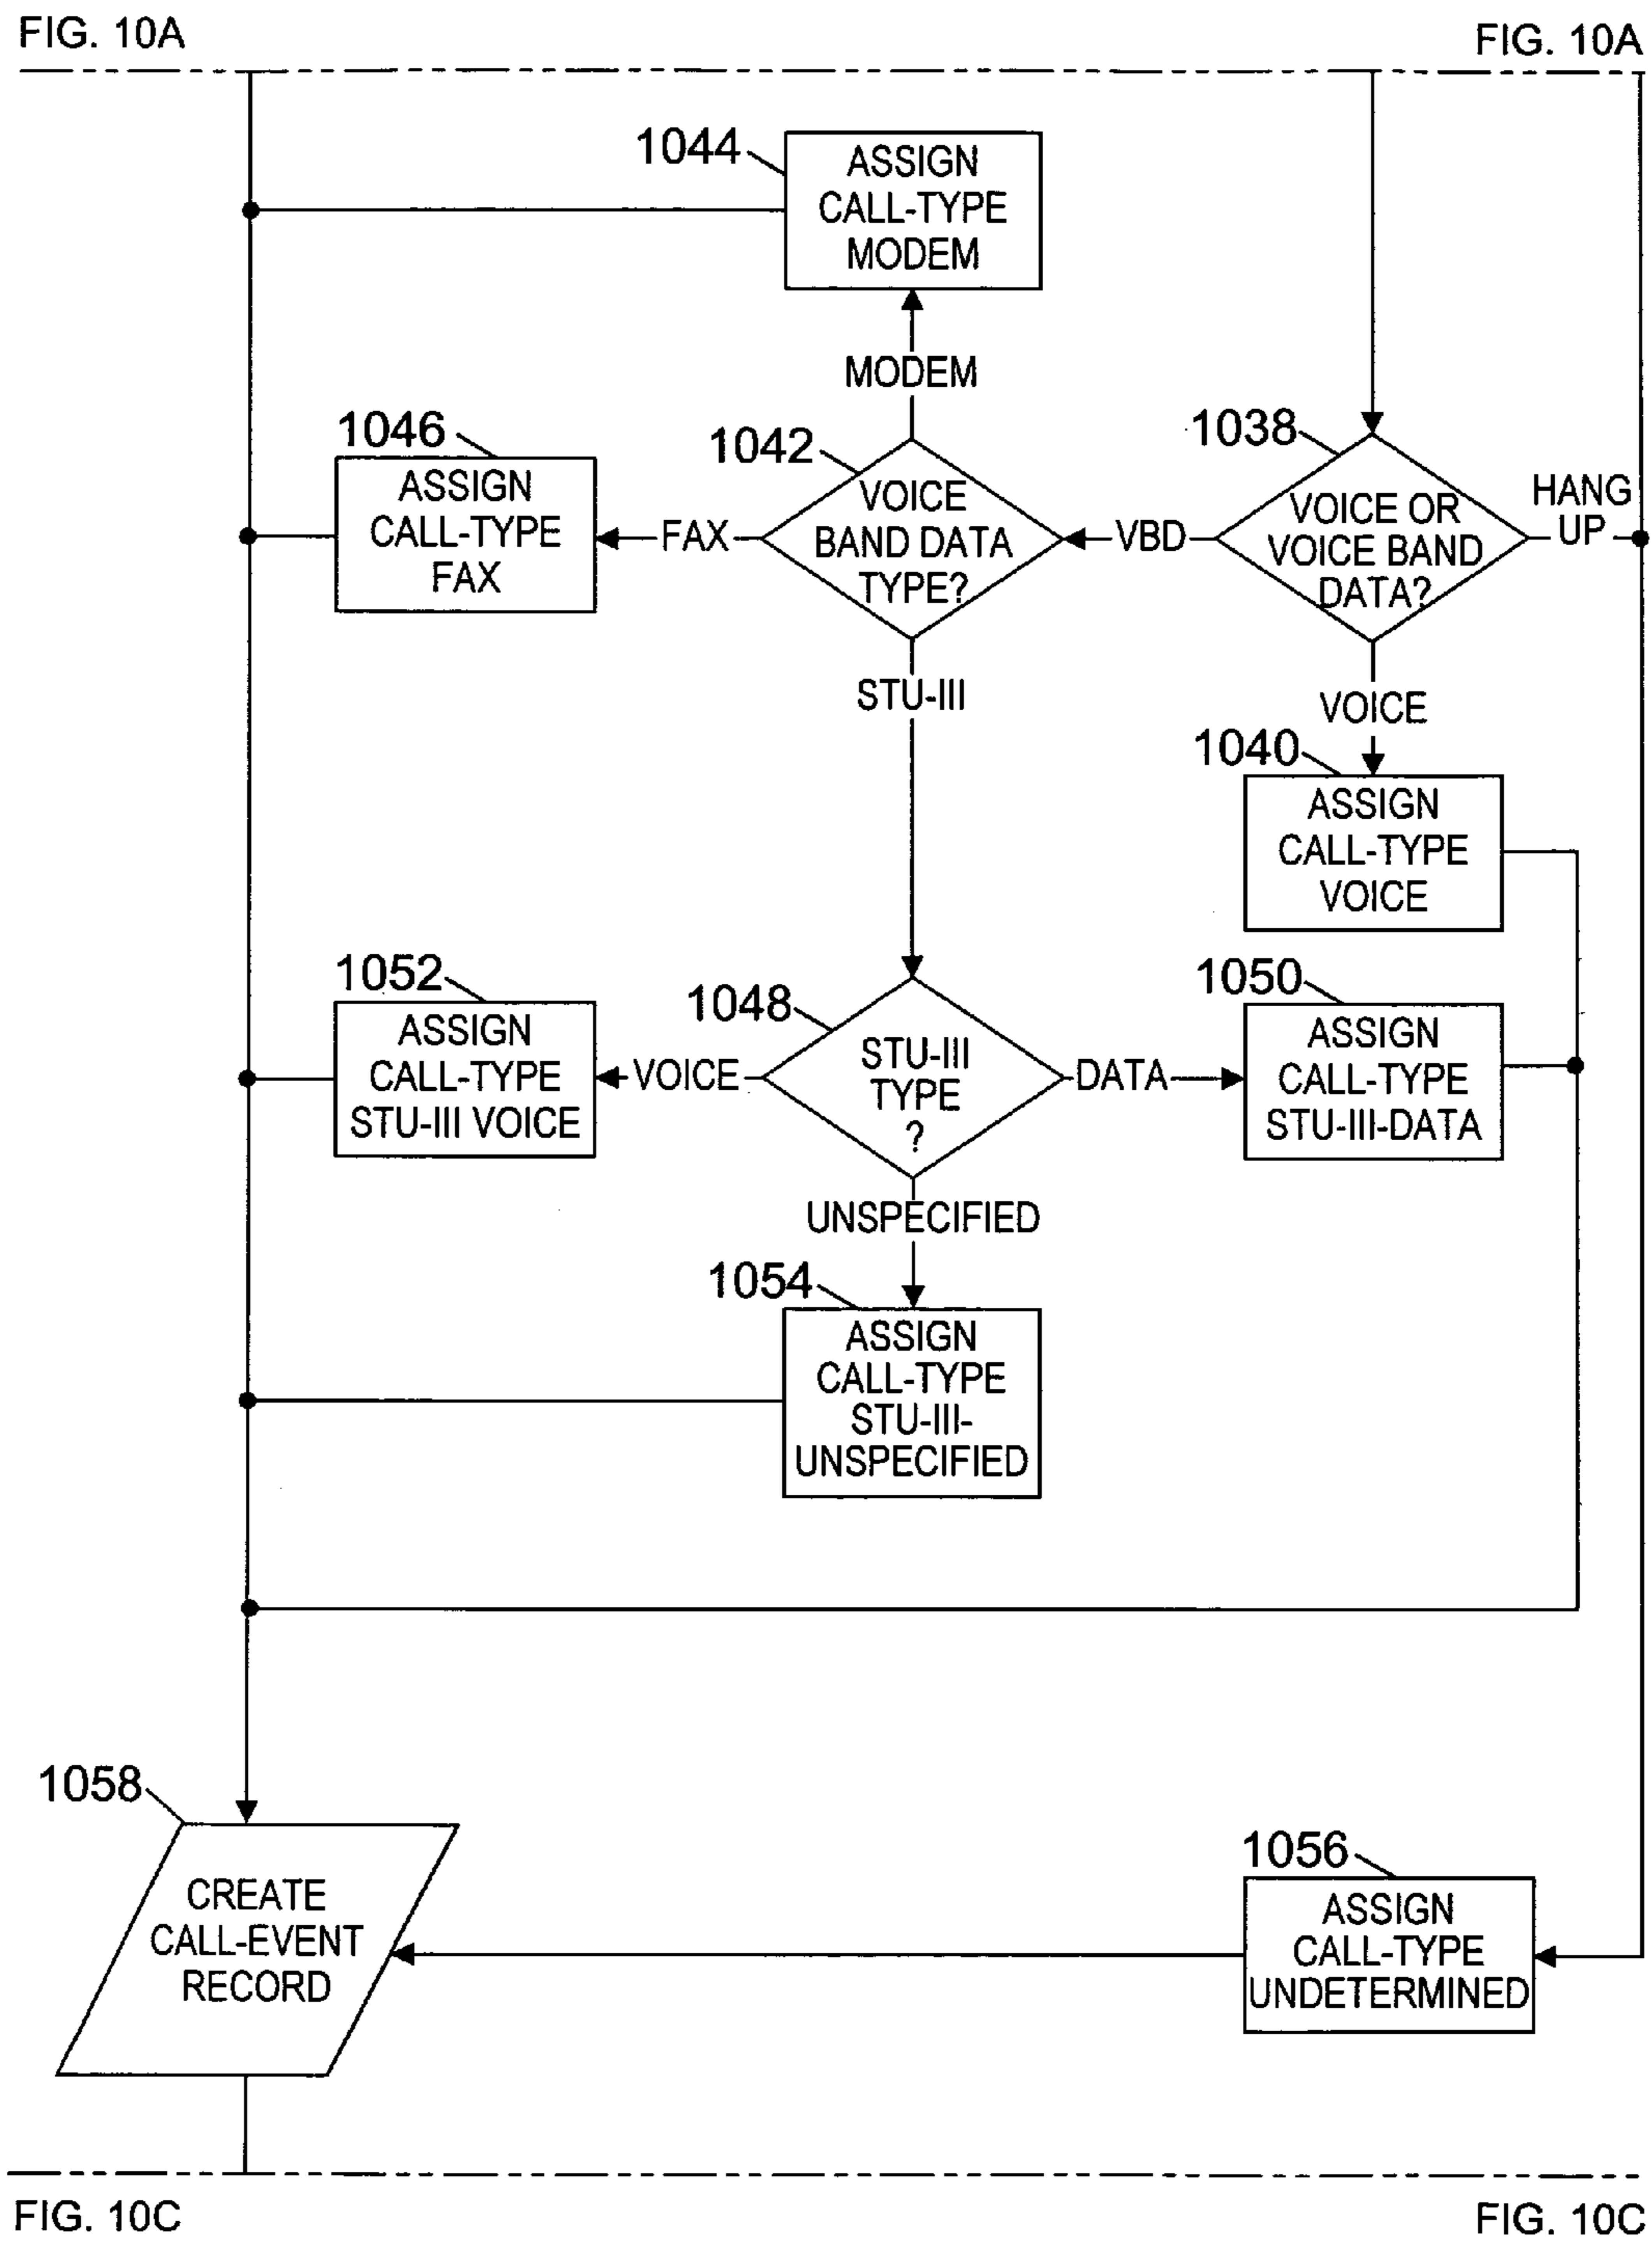 FIG. 10A
FIG. 10A
1044
ASSIGN
CALL-TYPE
MODEM
MODEM
1046
ASSIGN
CALL-TYPE
FAX
FAX
1042
VOICE
BAND DATA
TYPE?
VBD
1038
VOICE OR
VOICE BAND
DATA?
HANG
UP
STU-III
VOICE
1040
ASSIGN
CALL-TYPE
VOICE
1052
ASSIGN
CALL-TYPE
STU-III VOICE
VOICE
1048
STU-III
TYPE
?
DATA
1050
ASSIGN
CALL-TYPE
STU-III-DATA
UNSPECIFIED
1054
ASSIGN
CALL-TYPE
STU-III-
UNSPECIFIED
1058
CREATE
CALL-EVENT
RECORD
1056
ASSIGN
CALL-TYPE
UNDETERMINED
FIG. 10C
FIG. 10C